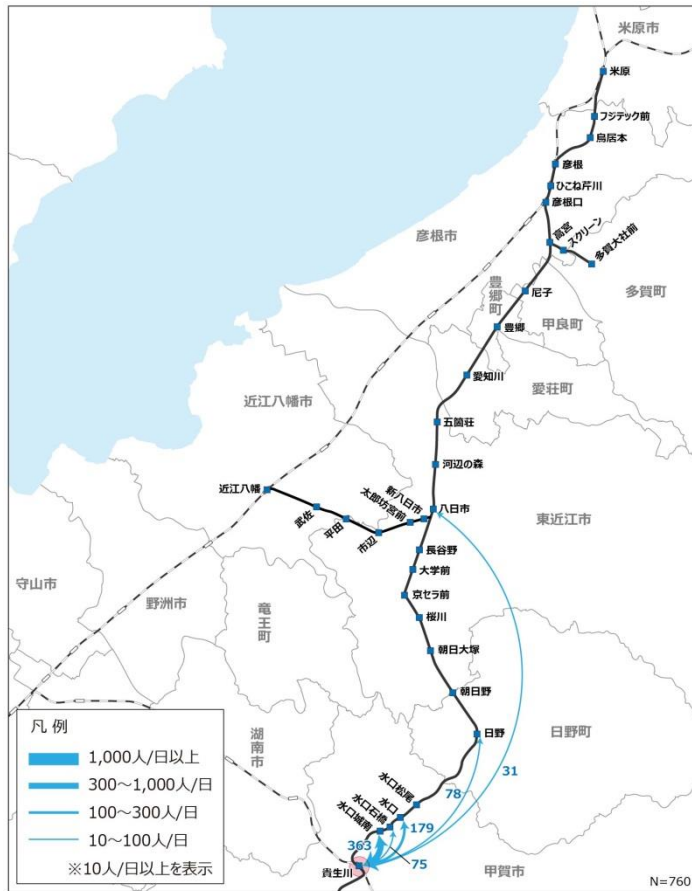 米原市
米原
フジテック前
鳥居本
彦根
ひこね芹川
彦根口
高宮
スクリーン
多賀大社前
彦根市
多賀町
豊郷町
尼子
甲良町
豊郷
愛知川
愛荘町
近江八幡市
五箇荘
河辺の森
近江八幡
武佐
平田
市辺
太郎坊宮前
新八日市
八日市
東近江市
長谷野
大学前
京セラ前
桜川
朝日大塚
朝日野
守山市
野洲市
竜王町
日野
日野町
湖南市
31
78
水口松尾
水口
水口石橋
水口城南
179
363
75
貴生川
甲賀市
凡 例
1,000人/日以上
300～1,000人/日
100～300人/日
10～100人/日
※10人/日以上を表示
N=760